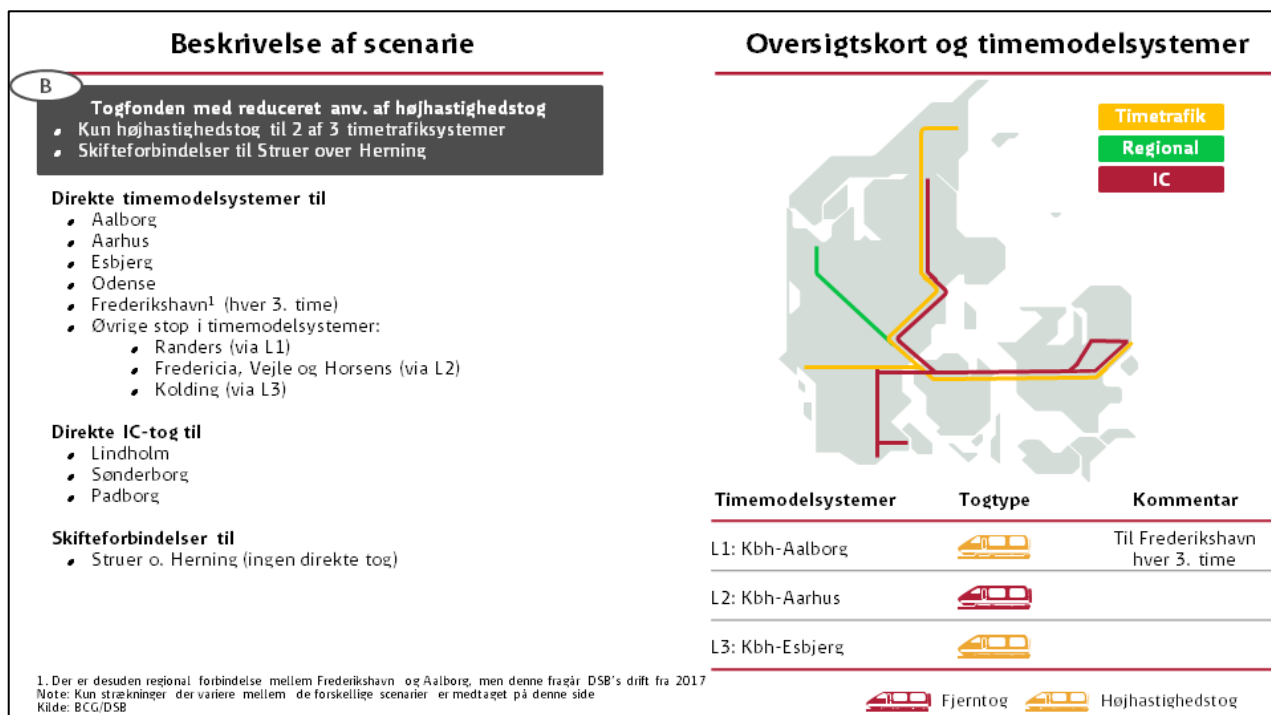 Beskrivelse af scenarie
B
Togfonden med reduceret anv. af højhastighedstog
• Kun højhastighedstog til 2 af 3 timetrafiksystemer
• Skifteforbindelser til Struer over Herning
Direkte timemodelsystemer til
• Aalborg
• Aarhus
• Esbjerg
• Odense
• Frederikshavn¹ (hver 3. time)
• Øvrige stop i timemodelsystemer:
• Randers (via L1)
• Fredericia, Vejle og Horsens (via L2)
• Kolding (via L3)
Direkte IC-tog til
• Lindholm
• Sønderborg
• Padborg
Skifteforbindelser til
• Struer o. Herning (ingen direkte tog)
1. Der er desuden regional forbindelse mellem Frederikshavn og Aalborg, men denne fragår DSB's drift fra 2017
Note: Kun strækninger der variere mellem de forskellige scenarier er medtaget på denne side
Kilde: BCG/DSB
Oversigtskort og timemodelsystemer
Timetrafik
Regional
IC
Timemodelsystemer Togtype Kommentar
L1: Kbh-Aalborg Til Frederikshavn
hver 3. time
L2: Kbh-Aarhus
L3: Kbh-Esbjerg
Fjerntog Højhastighedstog